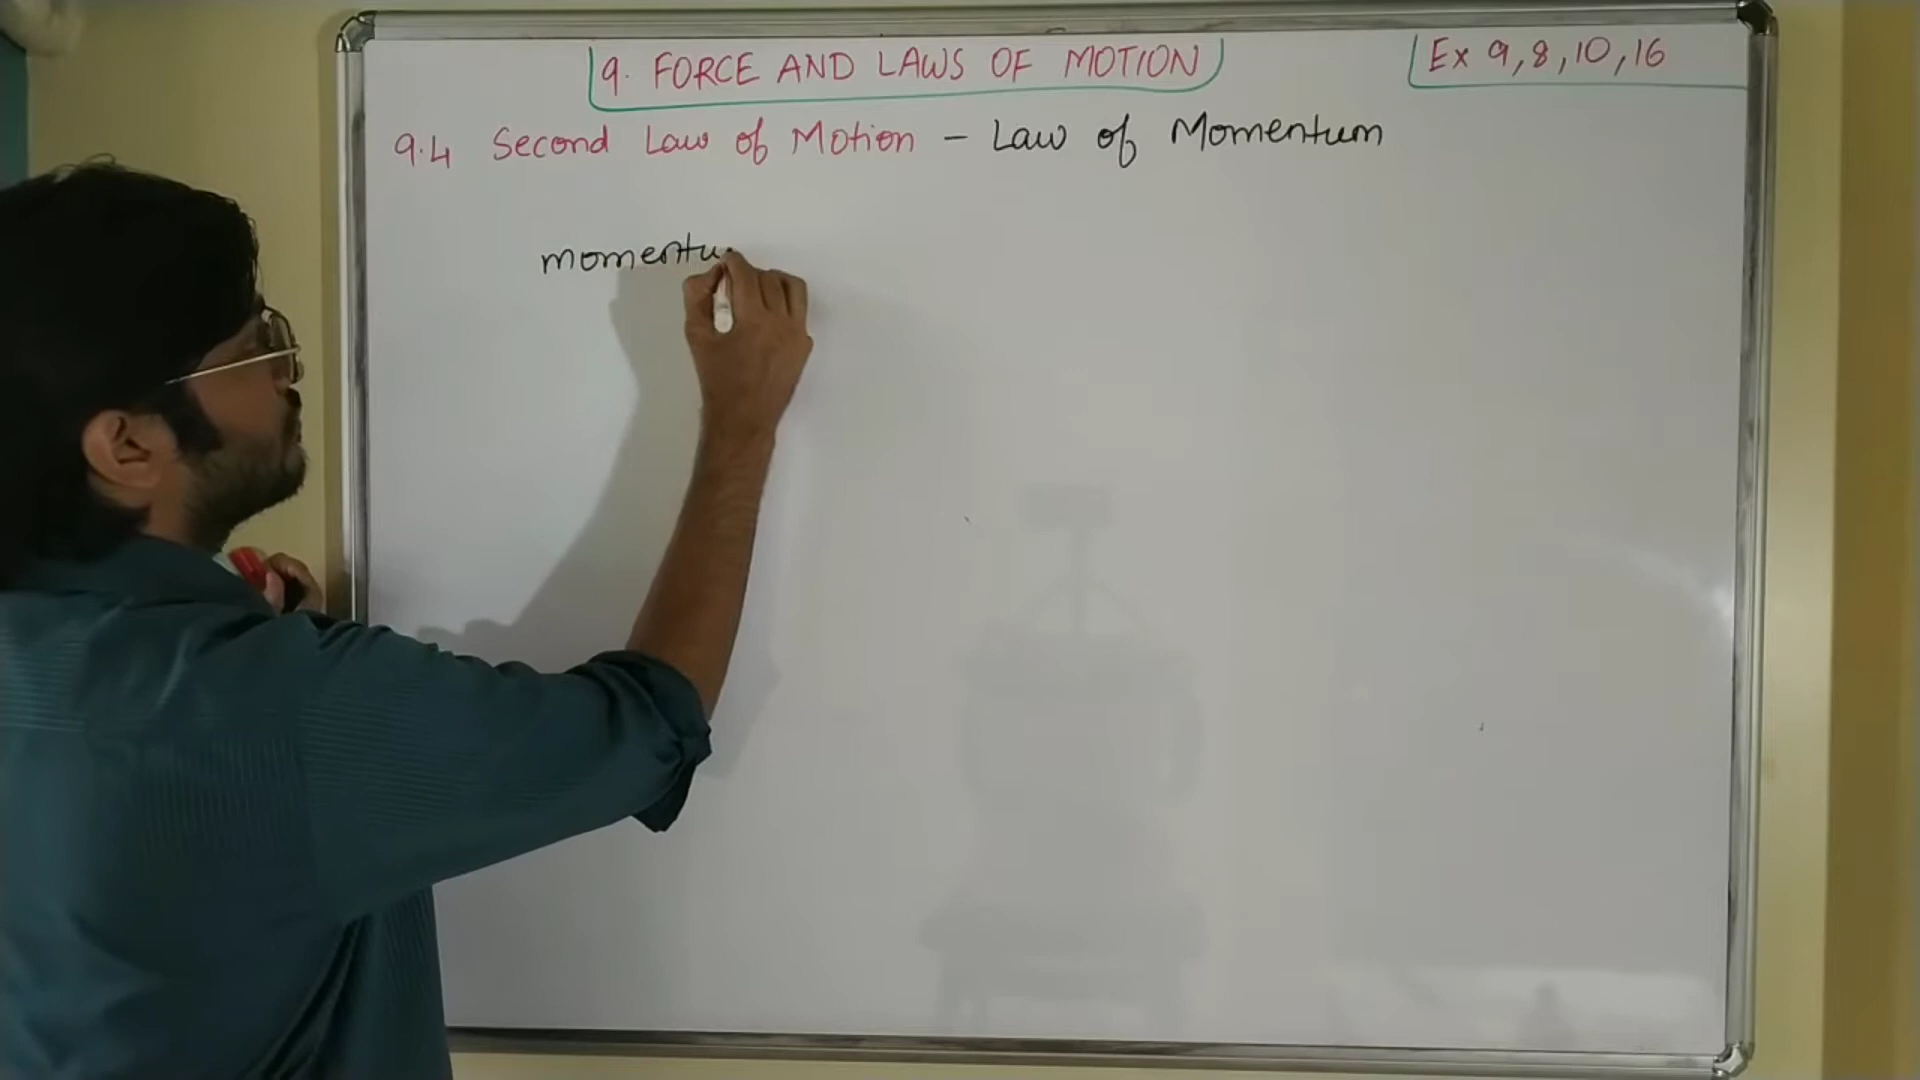 9. FORCE AND LAWS OF MOTION
Ex 9,8,10,16
9.4 Second Law of Motion - Law of Momentum
momentu